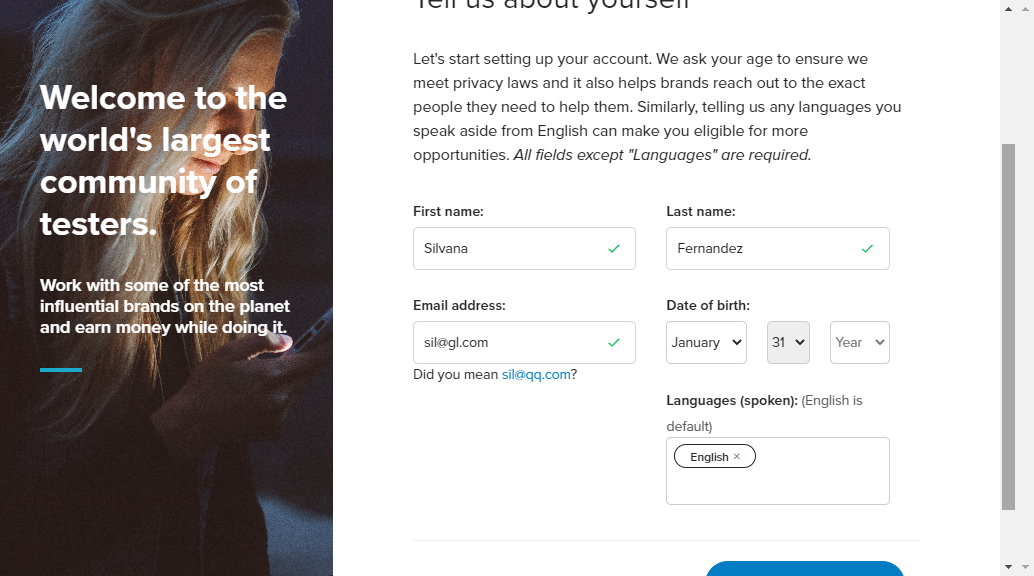 Tell us about yourself
Welcome to the
world's largest
community of
testers.
Work with some of the most
influential brands on the planet
and earn money while doing it.
Let's start setting up your account. We ask your age to ensure we
meet privacy laws and it also helps brands reach out to the exact
people they need to help them. Similarly, telling us any languages you
speak aside from English can make you eligible for more
opportunities. All fields except "Languages" are required.
First name:
Last name:
Silvana
Fernandez
Email address:
Date of birth:
sil@gl.com
January
31
Year
Did you mean sil@qq.com?
Languages (spoken): (English is
default)
English ×